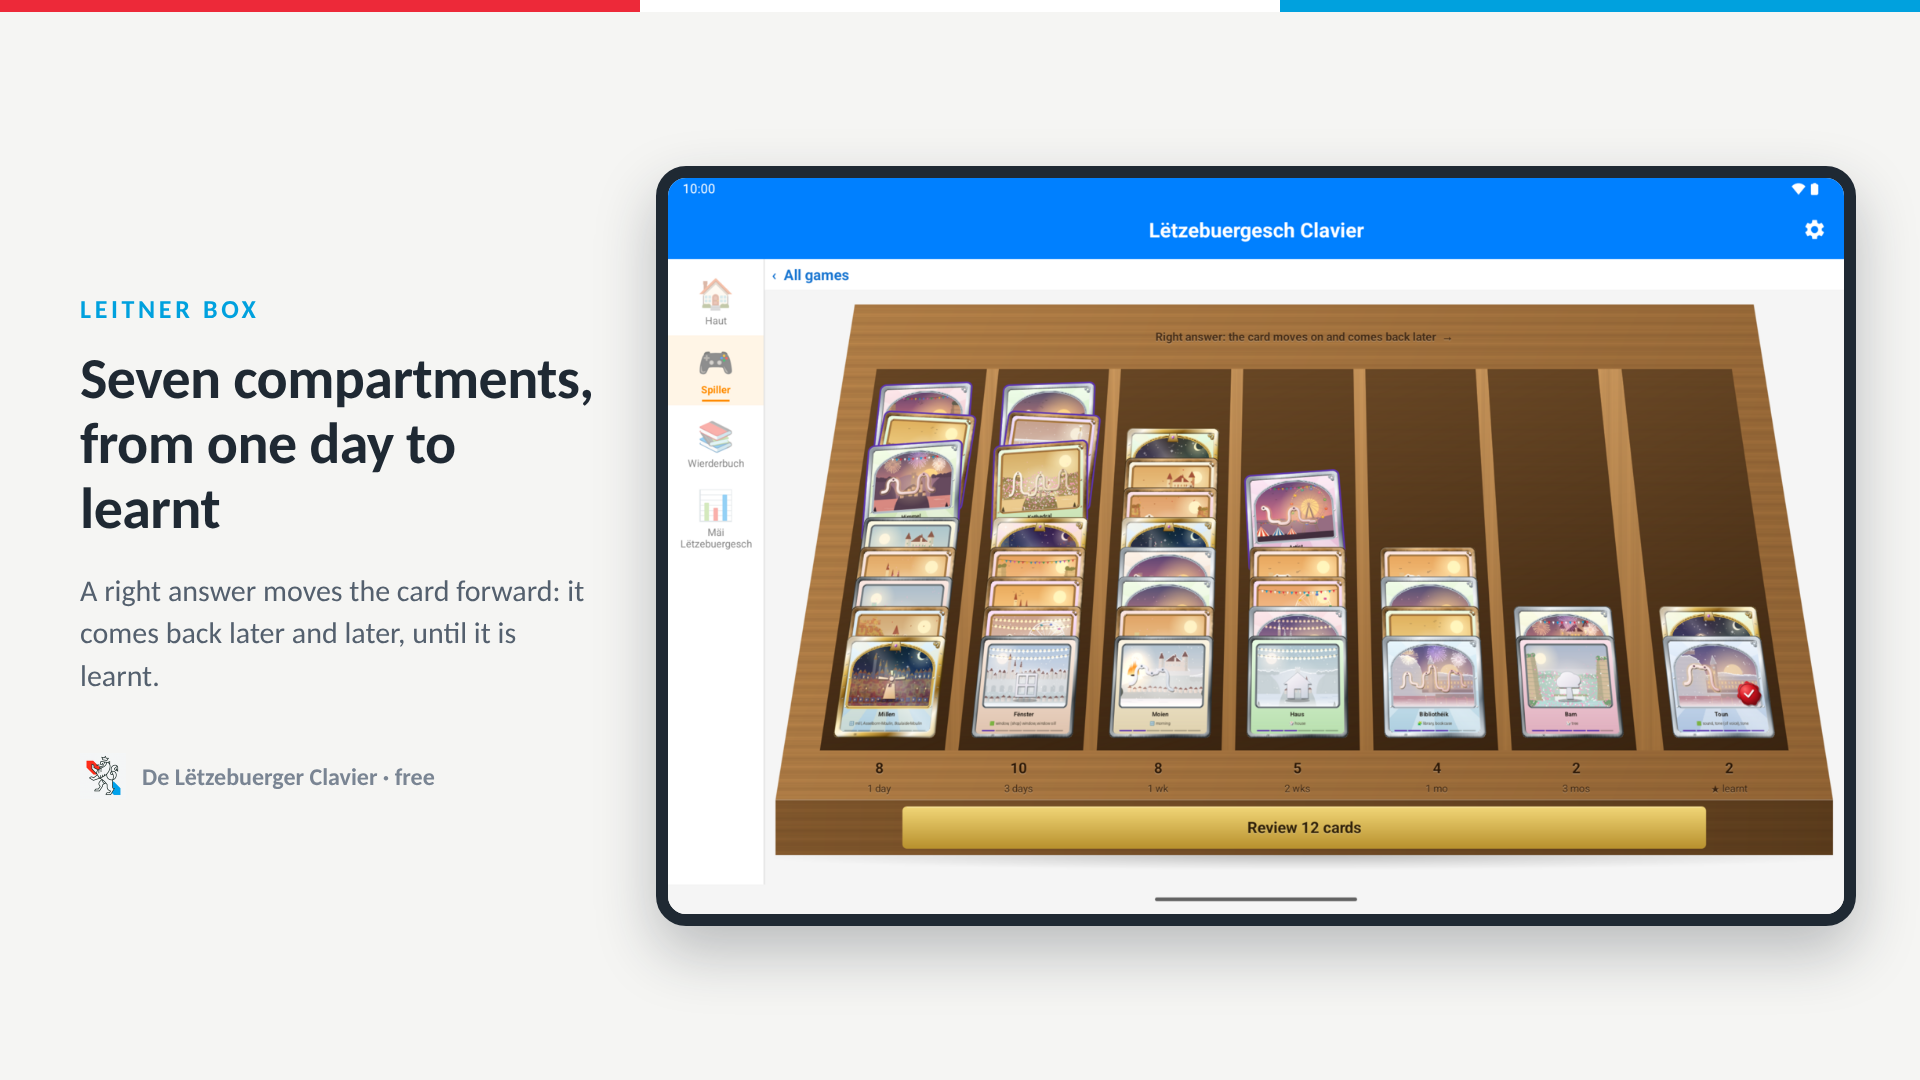 LEITNER BOX
Seven compartments,
from one day to
learnt
A right answer moves the card forward: it
comes back later and later, until it is
learnt.
De Lëtzebuerger Clavier · free
10:00
Lëtzebuergesch Clavier
‹ All games
Haut
Spiller
Wierderbuch
Mäi
Lëtzebuergesch
Right answer: the card moves on and comes back later →
Millen
Fënster
Moien
Haus
Bibliothéik
Bam
Toun
8 10 8 5 4 2 2
1 day 3 days 1 wk 2 wks 1 mo 3 mos ★ learnt
Review 12 cards